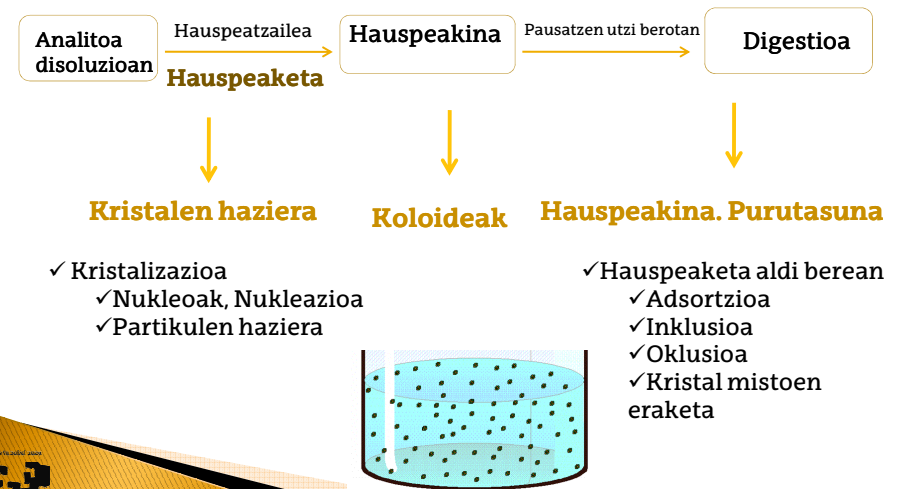 Analitoa
disoluzioan
Hauspeatzailea
Hauspeaketa
Hauspeakina
Pausatzen utzi berotan
Digestioa
Kristalen haziera
Koloideak
Hauspeakina. Purutasuna
✓ Kristalizazioa
✓Nukleoak, Nukleazioa
✓Partikulen haziera
✓Hauspeaketa aldi berean
✓Adsortzioa
✓Inklusioa
✓Oklusioa
✓Kristal mistoen
eraketa